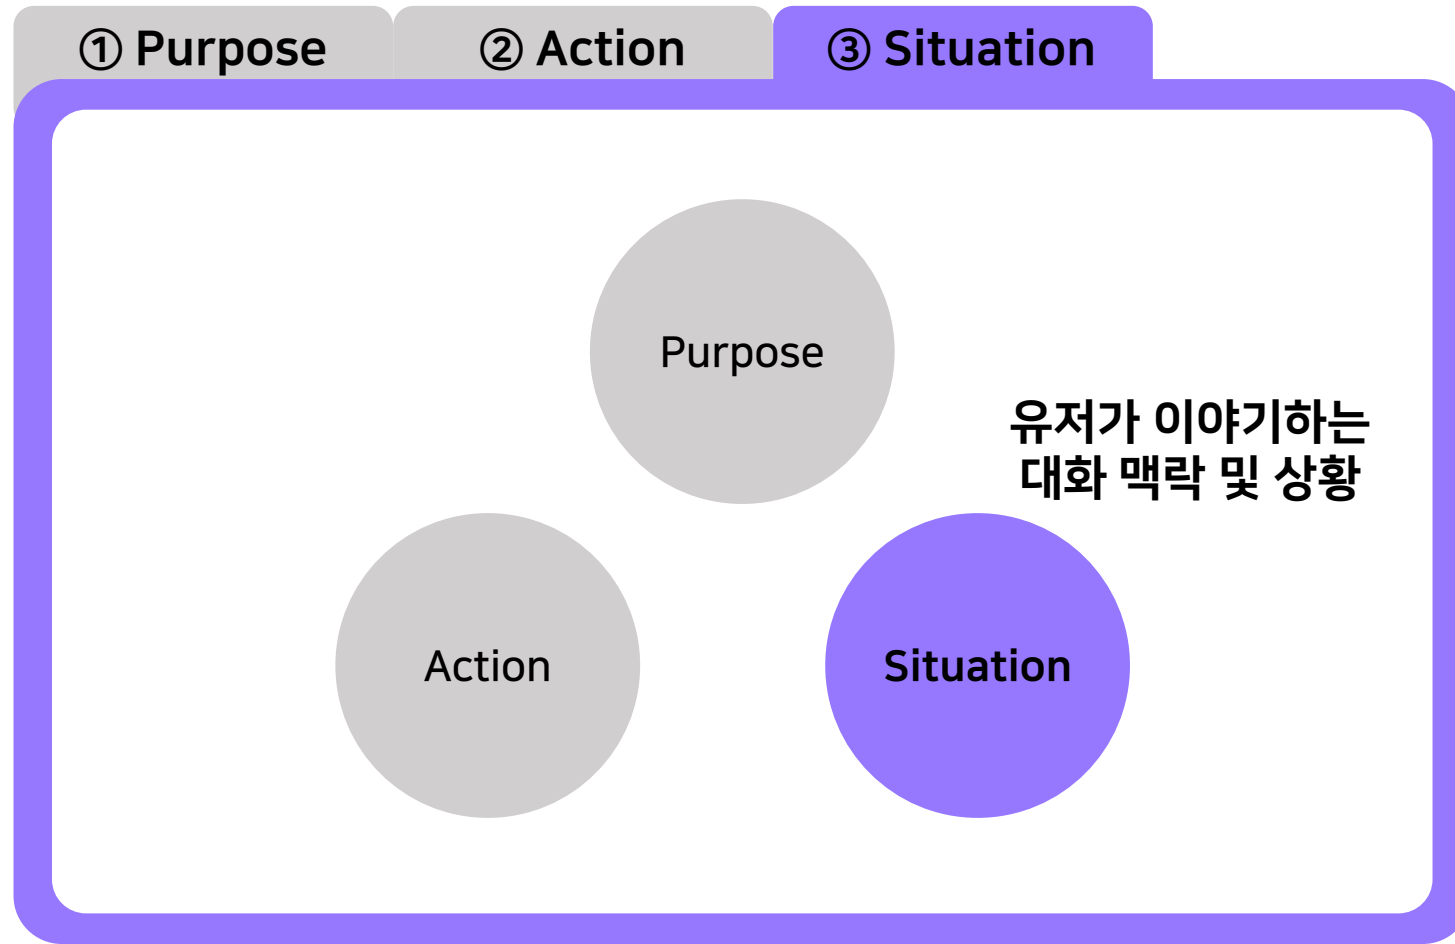 ① Purpose
② Action
③ Situation
Purpose
유저가 이야기하는
대화 맥락 및 상황
Action
Situation